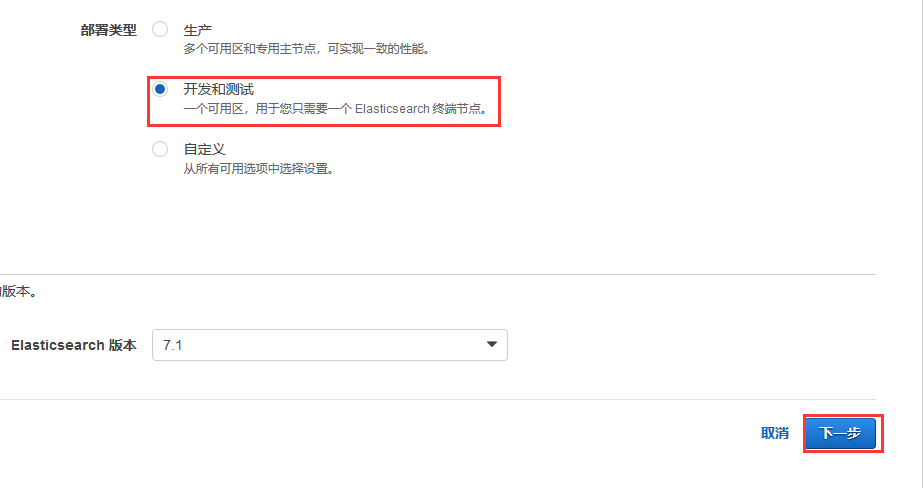 部署类型 生产
多个可用区和专用主节点，可实现一致的性能。
开发和测试
一个可用区，用于您只需要一个 Elasticsearch 终端节点。
自定义
从所有可用选项中选择设置。
版本。
Elasticsearch 版本 7.1
取消 下一步